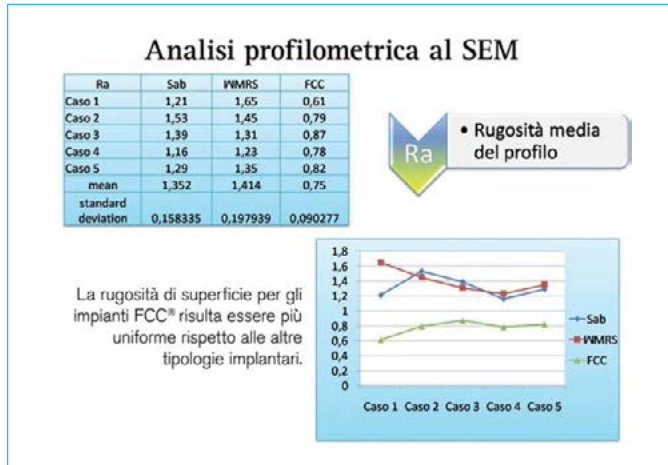 Analisi profilometrica al SEM
Ra Sab WMRS FCC
Caso 1 1,21 1,65 0,61
Caso 2 1,53 1,45 0,79
Caso 3 1,39 1,31 0,87
Caso 4 1,16 1,23 0,78
Caso 5 1,29 1,35 0,82
mean 1,352 1,414 0,75
standard
deviation 0,158335 0,197939 0,090277
Ra
• Rugosità media
del profilo
La rugosità di superficie per gli
impianti FCC® risulta essere più
uniforme rispetto alle altre
tipologie implantari.
1,8
1,6
1,4
1,2
1
0,8
0,6
0,4
0,2
0
Caso 1 Caso 2 Caso 3 Caso 4 Caso 5
Sab
WMRS
FCC